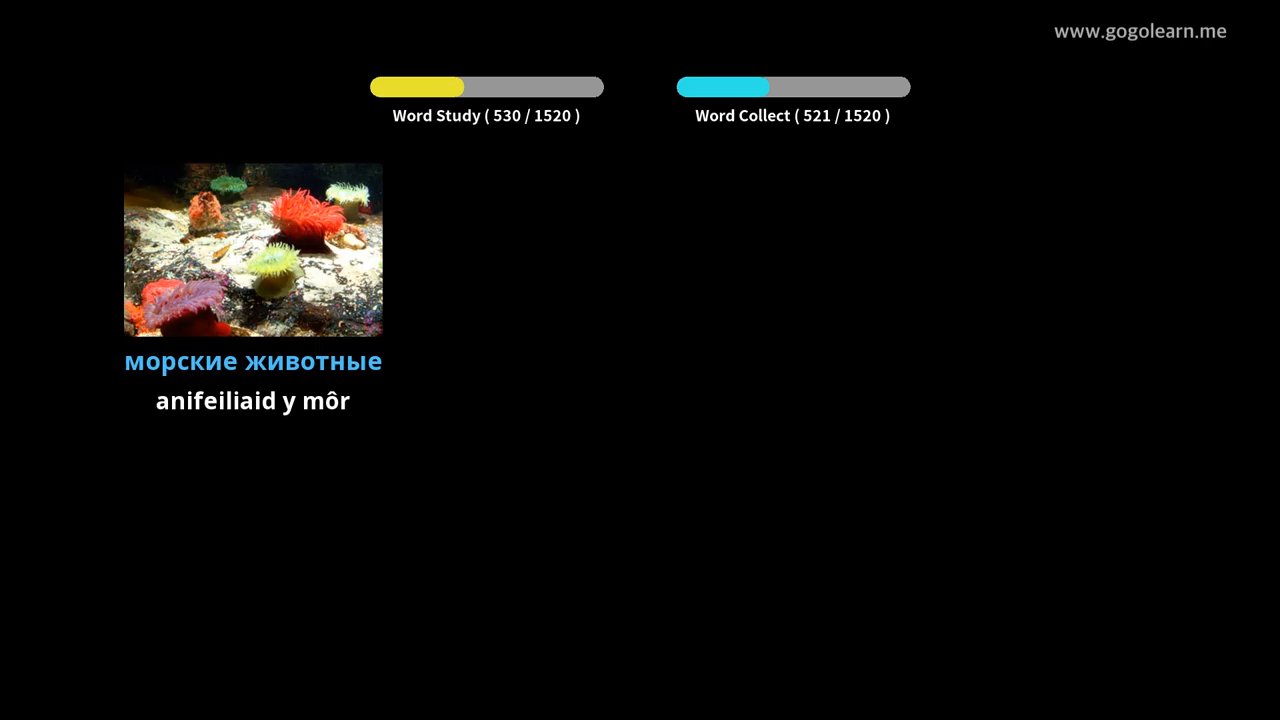 www.gogolearn.me
Word Study ( 530 / 1520 )
Word Collect ( 521 / 1520 )
морские животные
anifeiliaid y môr